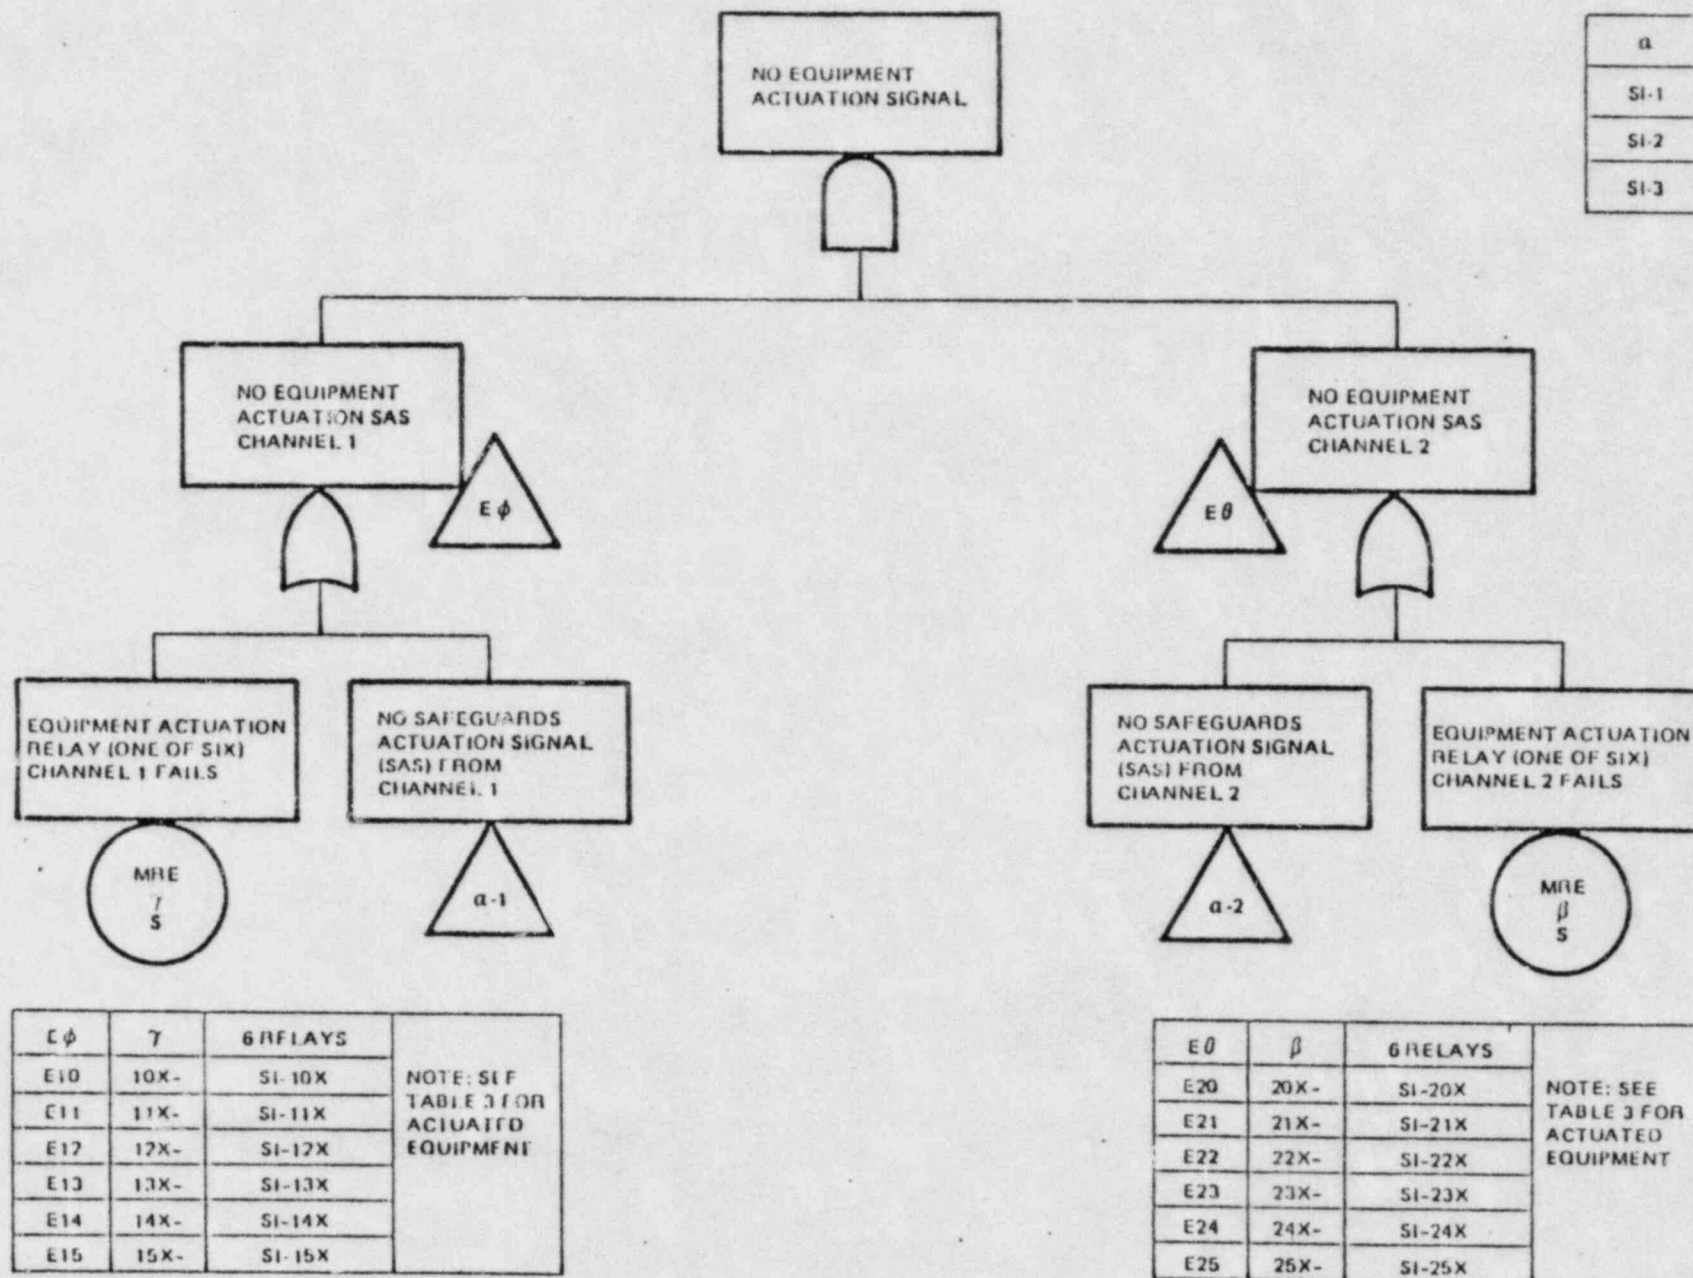 NO EQUIPMENT
ACTUATION SIGNAL
α
SI-1
SI-2
SI-3
NO EQUIPMENT
ACTUATION SAS
CHANNEL 1
E φ
NO EQUIPMENT
ACTUATION SAS
CHANNEL 2
E θ
EQUIPMENT ACTUATION
RELAY (ONE OF SIX)
CHANNEL 1 FAILS
MRE
γ
S
NO SAFEGUARDS
ACTUATION SIGNAL
(SAS) FROM
CHANNEL 1
α-1
NO SAFEGUARDS
ACTUATION SIGNAL
(SAS) FROM
CHANNEL 2
α-2
EQUIPMENT ACTUATION
RELAY (ONE OF SIX)
CHANNEL 2 FAILS
MRE
β
S
E φ γ 6 RELAYS
E10 10X- SI-10X
E11 11X- SI-11X
E12 12X- SI-12X
E13 13X- SI-13X
E14 14X- SI-14X
E15 15X- SI-15X
NOTE: SEE
TABLE 3 FOR
ACTUATED
EQUIPMENT
E θ β 6 RELAYS
E20 20X- SI-20X
E21 21X- SI-21X
E22 22X- SI-22X
E23 23X- SI-23X
E24 24X- SI-24X
E25 25X- SI-25X
NOTE: SEE
TABLE 3 FOR
ACTUATED
EQUIPMENT